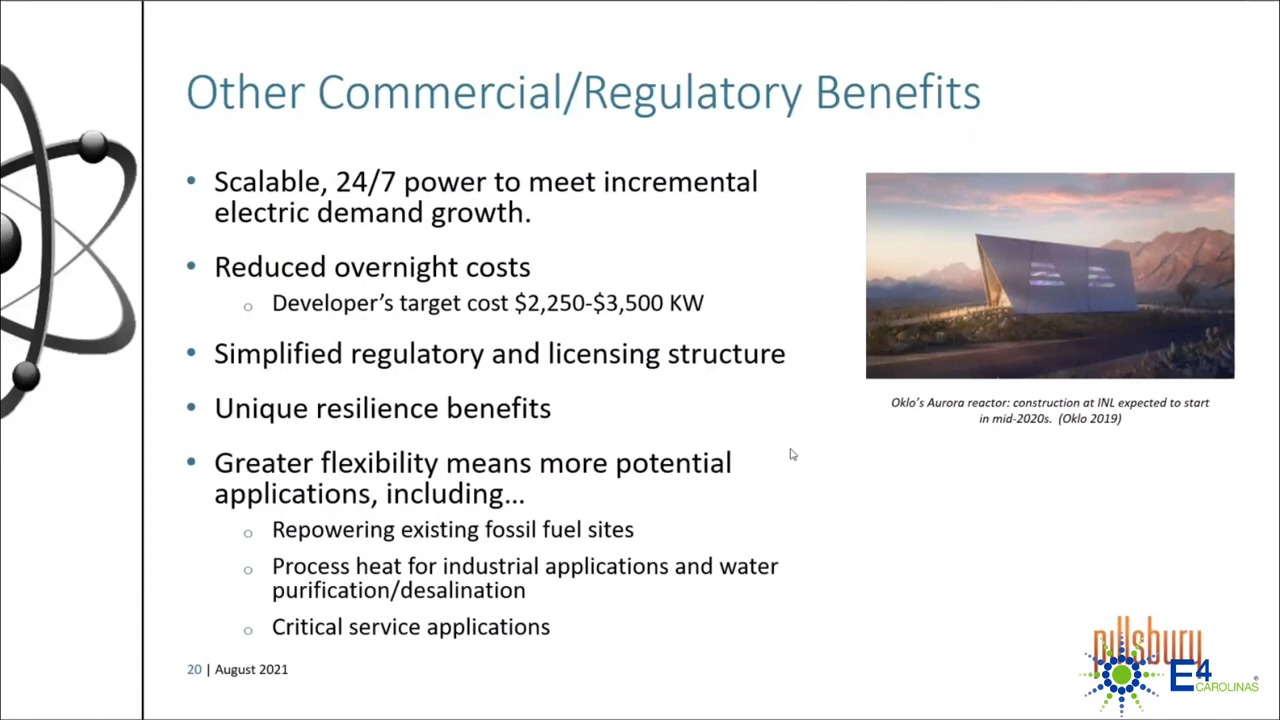 Other Commercial/Regulatory Benefits
• Scalable, 24/7 power to meet incremental
electric demand growth.
• Reduced overnight costs
o Developer's target cost $2,250-$3,500 KW
• Simplified regulatory and licensing structure
• Unique resilience benefits
• Greater flexibility means more potential
applications, including...
o Repowering existing fossil fuel sites
o Process heat for industrial applications and water
purification/desalination
o Critical service applications
Oklo's Aurora reactor: construction at INL expected to start
in mid-2020s. (Oklo 2019)
20 | August 2021
pillsbury
E4
CAROLINAS